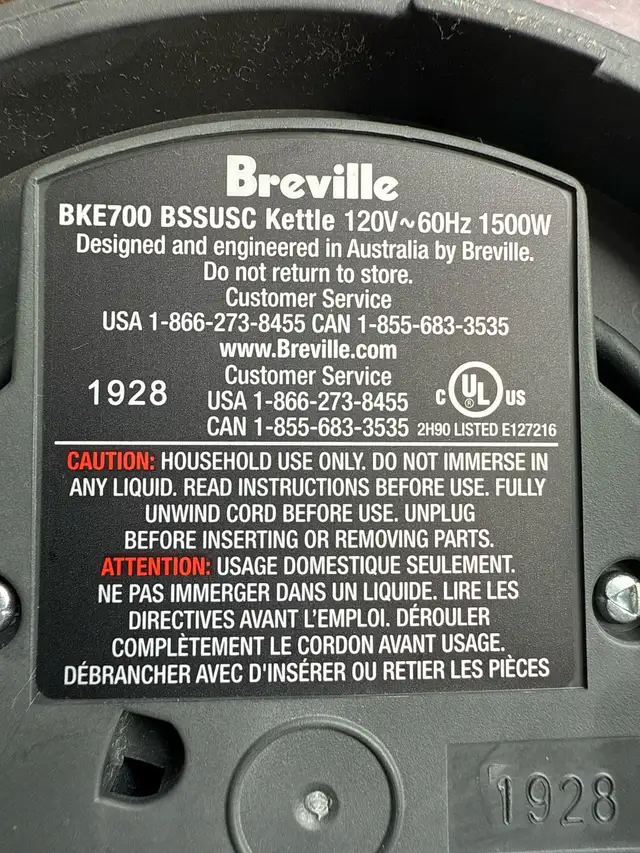 Breville
BKE700 BSSUSC Kettle 120V~60Hz 1500W
Designed and engineered in Australia by Breville.
Do not return to store.
Customer Service
USA 1-866-273-8455 CAN 1-855-683-3535
www.Breville.com
Customer Service
1928 USA 1-866-273-8455
CAN 1-855-683-3535
C UL ® US
2H90 LISTED E127216
CAUTION: HOUSEHOLD USE ONLY. DO NOT IMMERSE IN
ANY LIQUID. READ INSTRUCTIONS BEFORE USE. FULLY
UNWIND CORD BEFORE USE. UNPLUG
BEFORE INSERTING OR REMOVING PARTS.
ATTENTION: USAGE DOMESTIQUE SEULEMENT.
NE PAS IMMERGER DANS UN LIQUIDE. LIRE LES
DIRECTIVES AVANT L'EMPLOI. DÉROULER
COMPLÈTEMENT LE CORDON AVANT USAGE.
DÉBRANCHER AVEC D'INSÉRER OU RETIER LES PIÈCES
1928